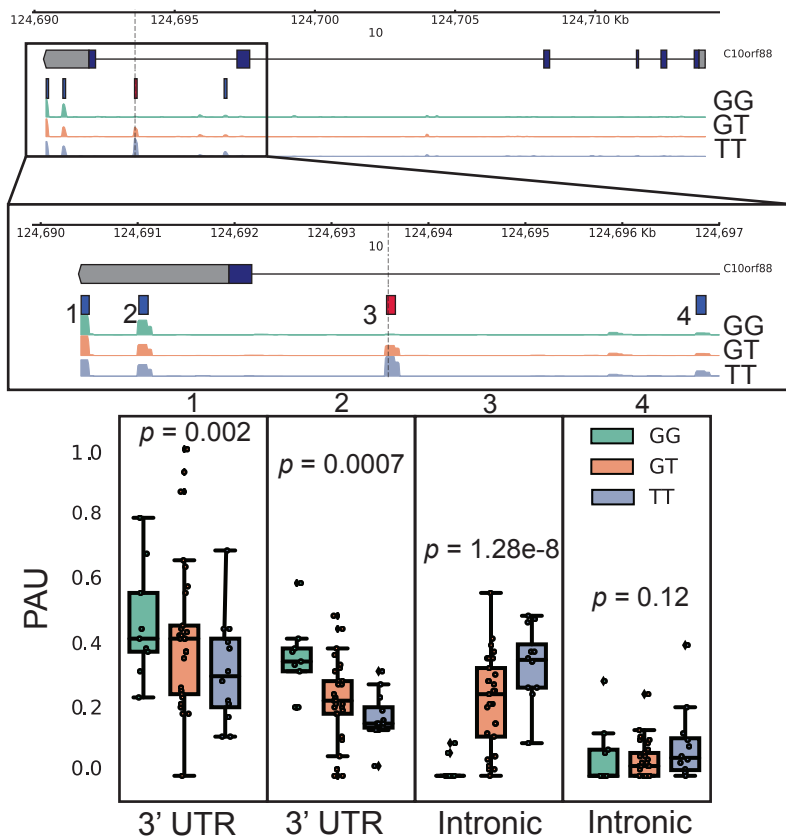 124,690 124,695 124,700 124,705 124,710 Kb
10
C10orf88
GG
GT
TT
124,690 124,691 124,692 124,693 124,694 124,695 124,696 Kb 124,697
10
C10orf88
1 2 3 4
GG
GT
TT
1 2 3 4
p = 0.002
p = 0.0007
p = 1.28e-8
p = 0.12
GG
GT
TT
PAU
1.0
0.8
0.6
0.4
0.2
0.0
3’ UTR 3’ UTR Intronic Intronic